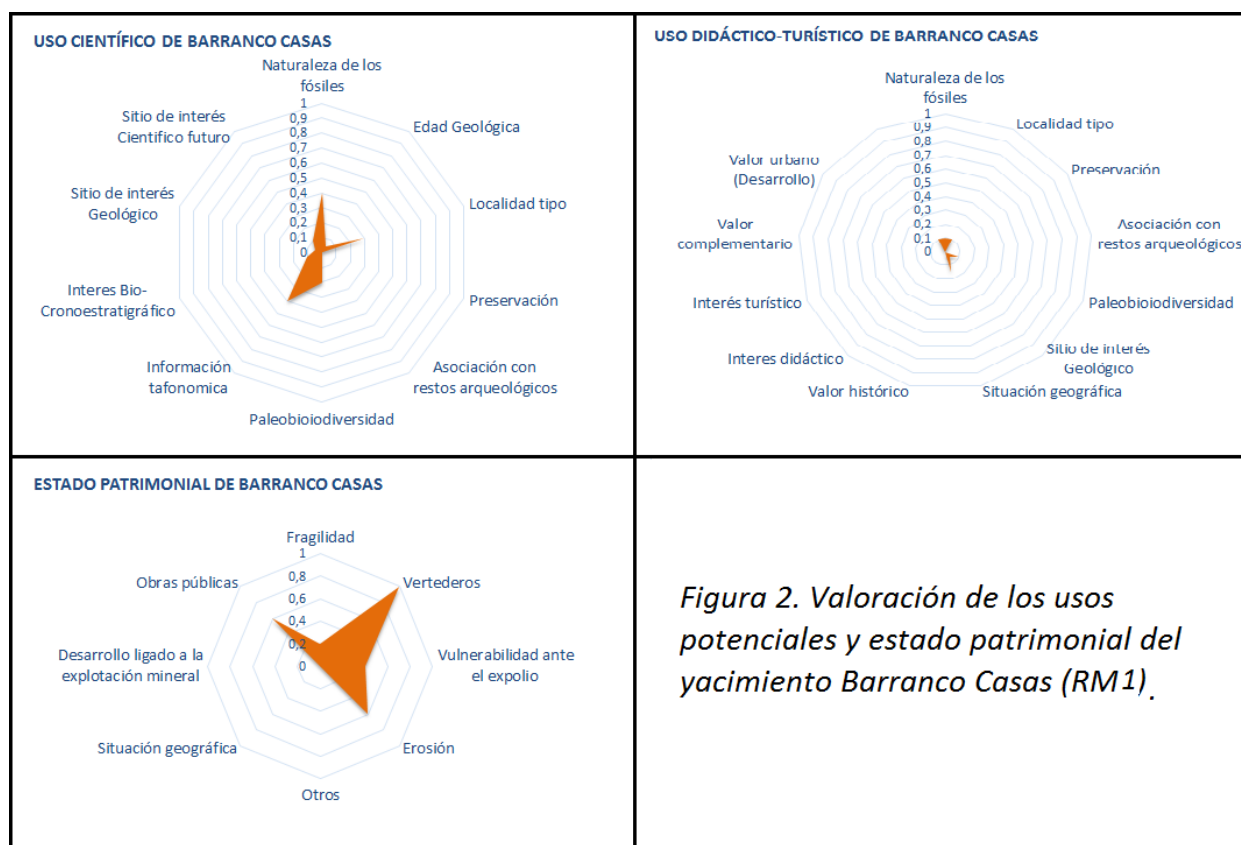 USO CIENTÍFICO DE BARRANCO CASAS
Naturaleza de los
fósiles
1
0,9
0,8
0,7
0,6
0,5
0,4
0,3
0,2
0,1
0
Edad Geológica
Localidad tipo
Preservación
Asociación con
restos arqueológicos
Paleobioiodiversidad
Información
tafonomica
Interes Bio-
Cronoestratigráfico
Sitio de interés
Geológico
Sitio de interés
Cientifico futuro
USO DIDÁCTICO-TURÍSTICO DE BARRANCO CASAS
Naturaleza de los
fósiles
1
0,9
0,8
0,7
0,6
0,5
0,4
0,3
0,2
0,1
0
Localidad tipo
Preservación
Asociación con
restos arqueológicos
Paleobioiodiversidad
Sitio de interés
Geológico
Situación geográfica
Valor histórico
Interes didáctico
Interés turístico
Valor
complementario
Valor urbano
(Desarrollo)
ESTADO PATRIMONIAL DE BARRANCO CASAS
Fragilidad
1
0,8
0,6
0,4
0,2
0
Vertederos
Vulnerabilidad ante
el expolio
Erosión
Otros
Situación geográfica
Desarrollo ligado a la
explotación mineral
Obras públicas
Figura 2. Valoración de los usos
potenciales y estado patrimonial del
yacimiento Barranco Casas (RM1).